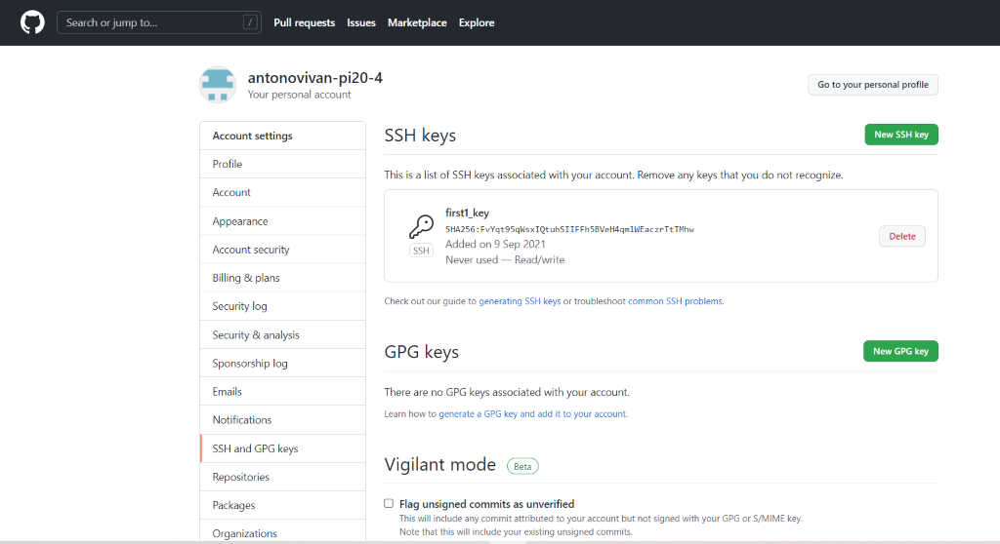 Search or jump to... /
Pull requests Issues Marketplace Explore
antonovivan-pi20-4
Your personal account
Go to your personal profile
Account settings
Profile
Account
Appearance
Account security
Billing & plans
Security log
Security & analysis
Sponsorship log
Emails
Notifications
SSH and GPG keys
Repositories
Packages
Organizations
SSH keys
New SSH key
This is a list of SSH keys associated with your account. Remove any keys that you do not recognize.
first1_key
SHA256:FvYqt95qWsxIQtuhSIIFFh5BVeH4qm1WEaczrTtTMhw
SSH
Added on 9 Sep 2021
Never used — Read/write
Delete
Check out our guide to generating SSH keys or troubleshoot common SSH problems.
GPG keys
New GPG key
There are no GPG keys associated with your account.
Learn how to generate a GPG key and add it to your account.
Vigilant mode Beta
Flag unsigned commits as unverified
This will include any commit attributed to your account but not signed with your GPG or S/MIME key.
Note that this will include your existing unsigned commits.